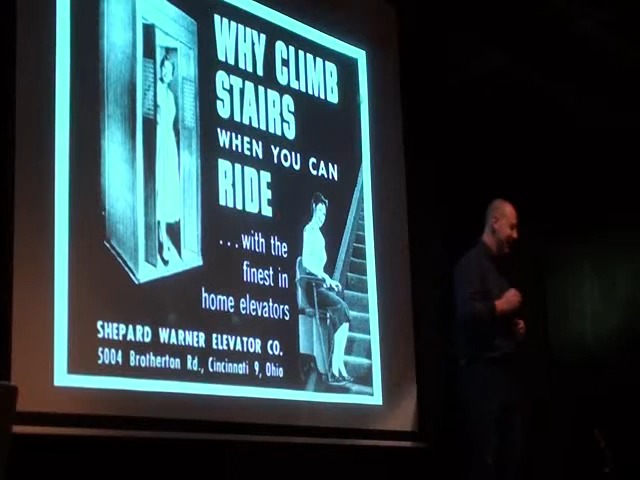 WHY CLIMB
STAIRS
WHEN YOU CAN
RIDE
...with the
finest in
home elevators
SHEPARD WARNER ELEVATOR CO.
5004 Brotherton Rd., Cincinnati 9, Ohio